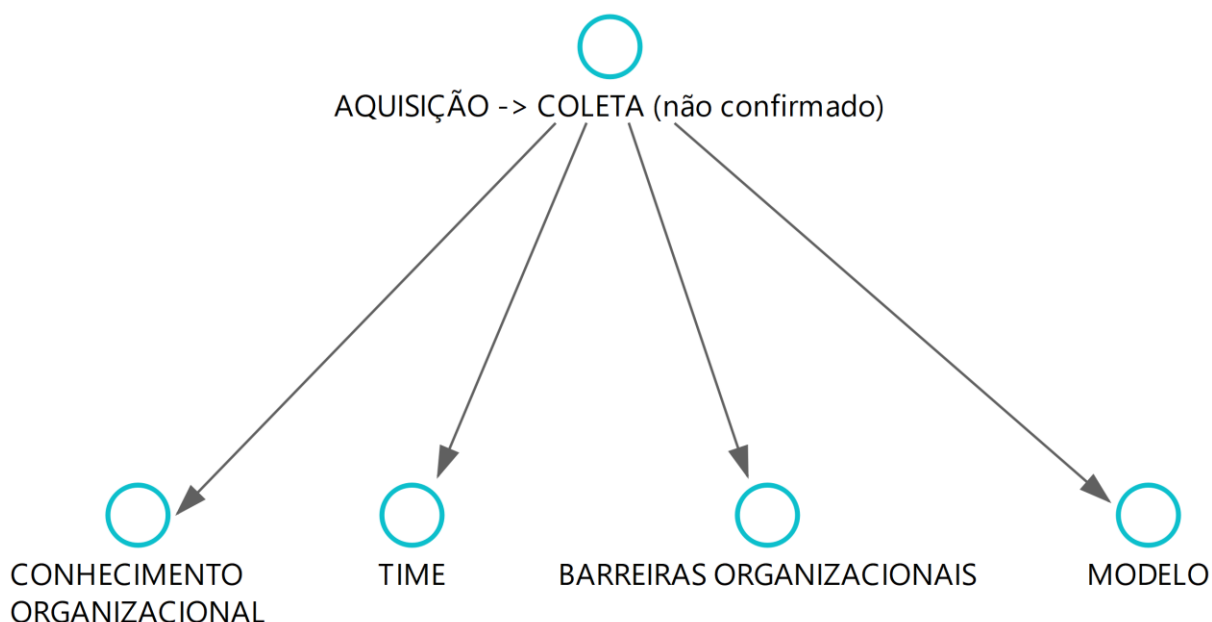 AQUISIÇÃO -> COLETA (não confirmado)
CONHECIMENTO
ORGANIZACIONAL
TIME
BARREIRAS ORGANIZACIONAIS
MODELO